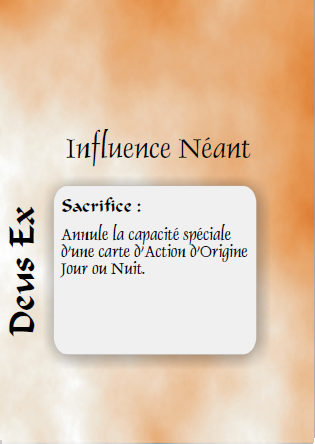 Influence Néant
Sacrifice :
Annule la capacité spéciale
d'une carte d'Action d'Origine
Jour ou Nuit.
Deus Ex